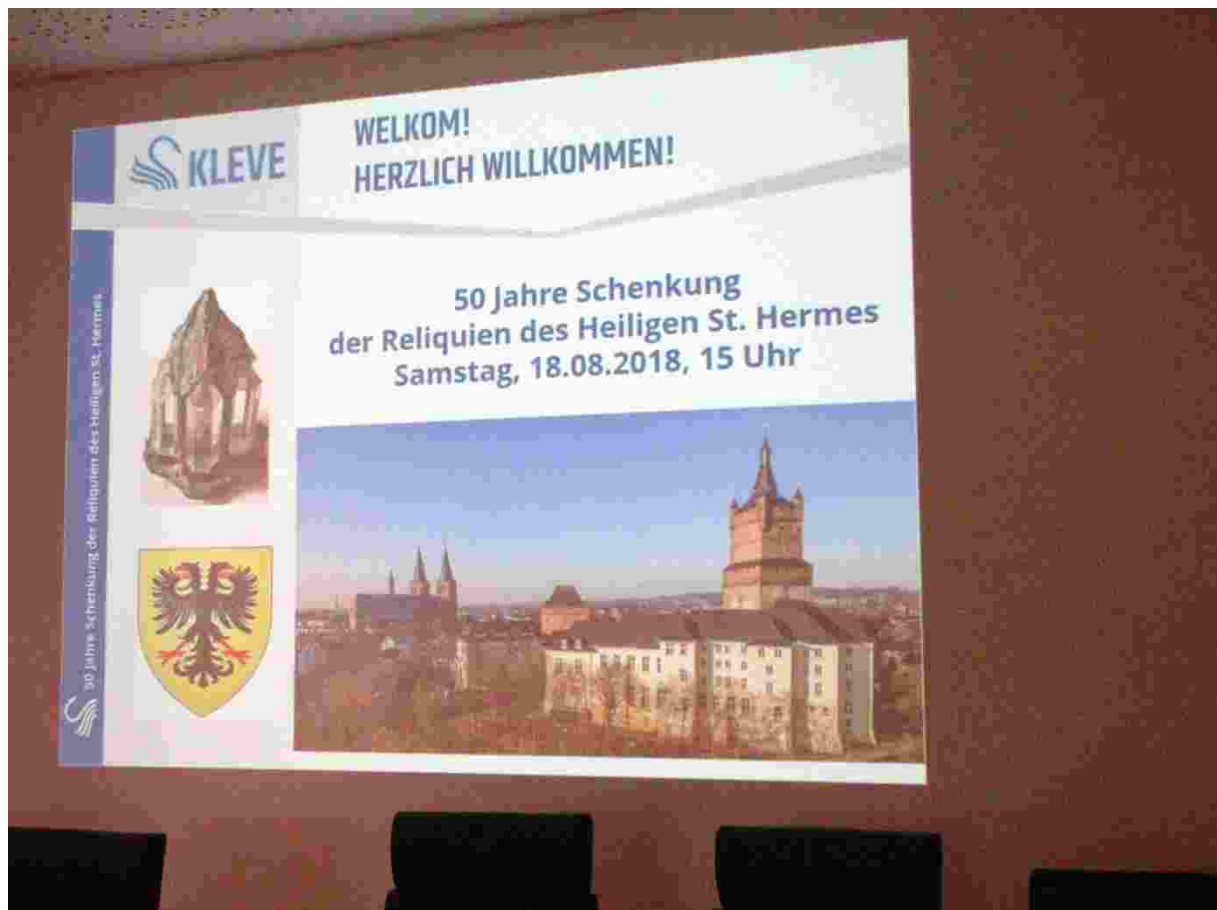 KLEVE
WELKOM!
HERZLICH WILLKOMMEN!
50 Jahre Schenkung
der Reliquien des Heiligen St. Hermes
Samstag, 18.08.2018, 15 Uhr
50 Jahre Schenkung der Reliquien des Heiligen St. Hermes